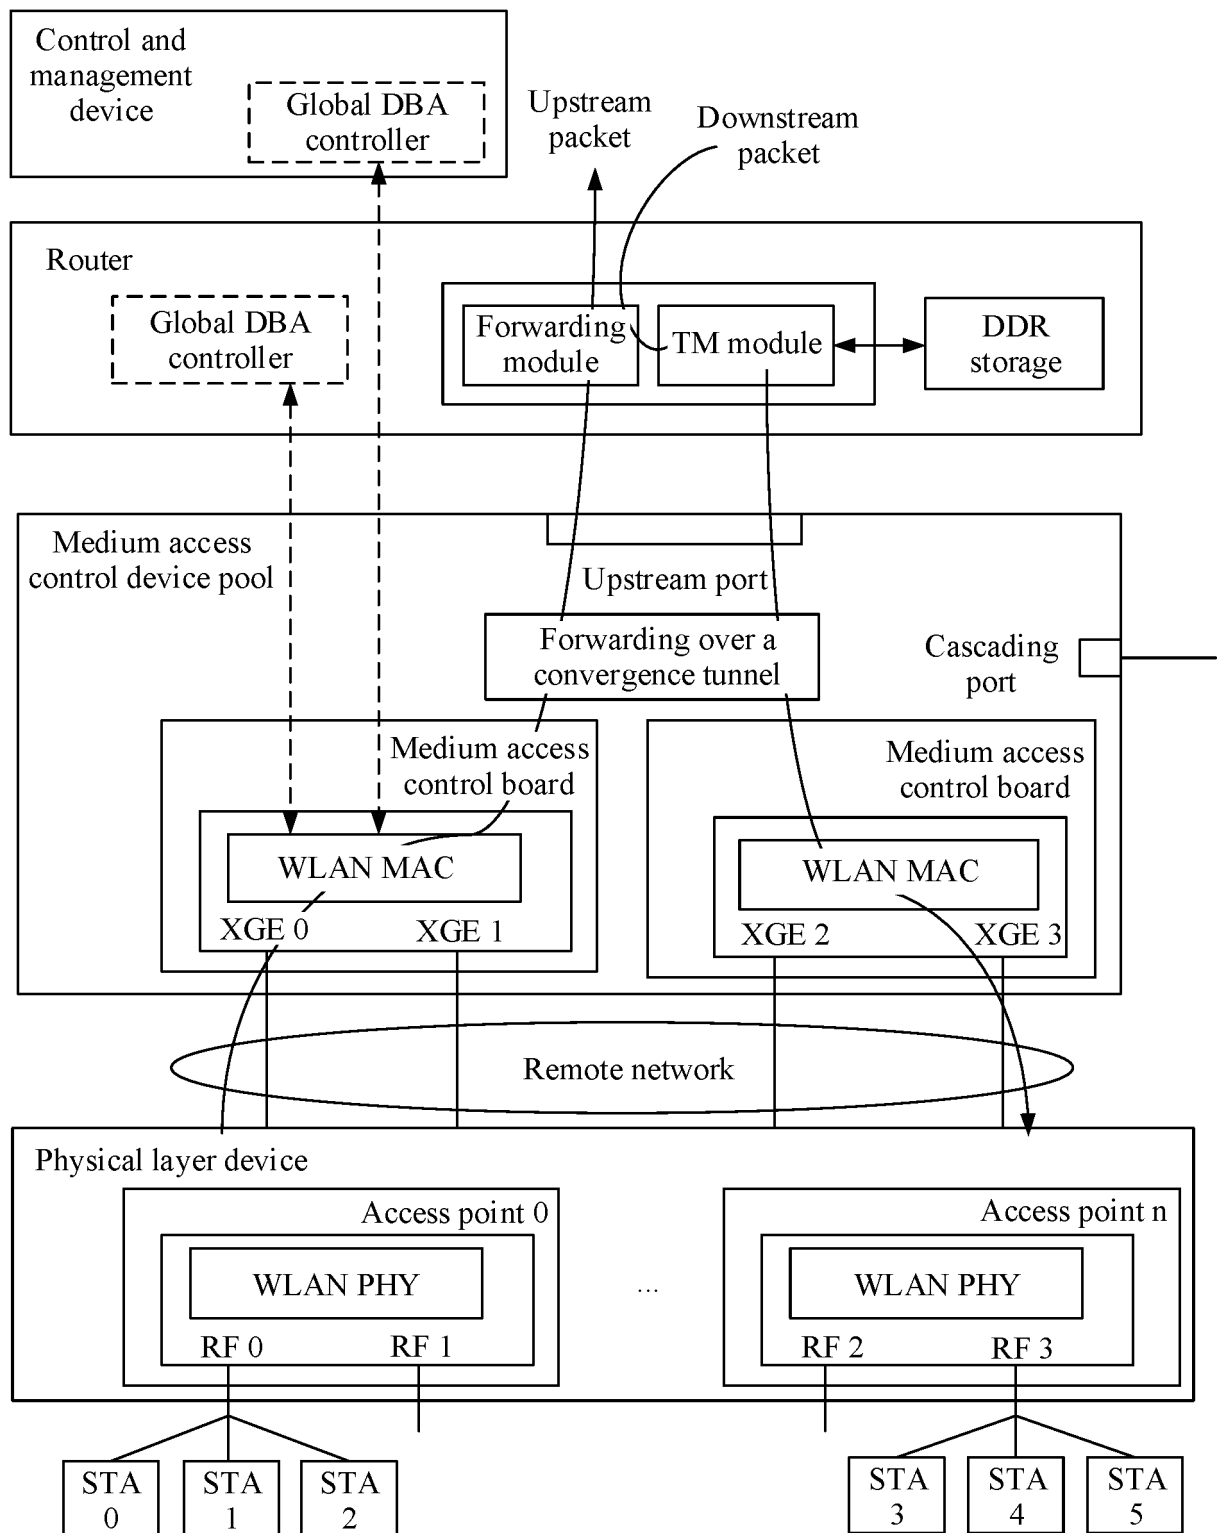 Control and
management
device
Global DBA
controller
Upstream
packet
Downstream
packet
Router
Global DBA
controller
Forwarding
module
TM module
DDR
storage
Medium access
control device pool
Upstream port
Forwarding over a
convergence tunnel
Cascading
port
Medium access
control board
WLAN MAC
XGE 0
XGE 1
Medium access
control board
WLAN MAC
XGE 2
XGE 3
Remote network
Physical layer device
Access point 0
WLAN PHY
RF 0
RF 1
...
Access point n
WLAN PHY
RF 2
RF 3
STA
0
STA
1
STA
2
STA
3
STA
4
STA
5